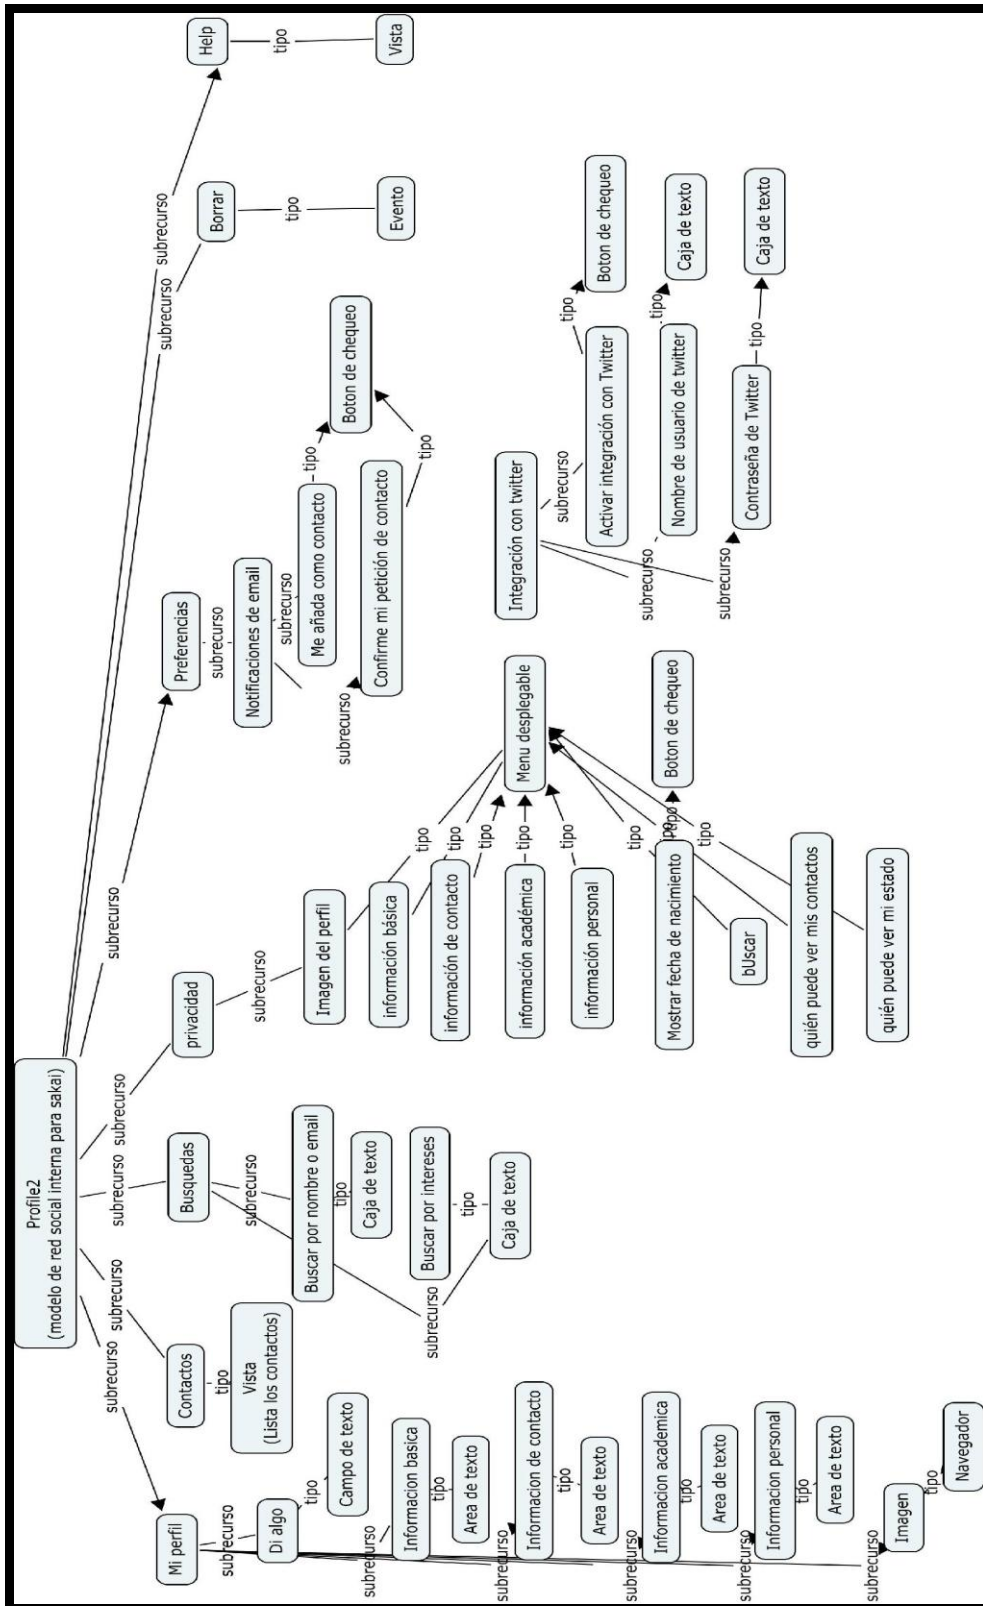 Profile2
(modelo de red social interna para sakai)
subrecurso
subrecurso
subrecurso
subrecurso
subrecurso
subrecurso
subrecurso
Mi perfil
subrecurso
Di algo
tipo
Campo de texto
subrecurso
Informacion basica
tipo
Area de texto
subrecurso
Informacion de contacto
tipo
Area de texto
subrecurso
Informacion academica
tipo
Area de texto
subrecurso
Informacion personal
tipo
Area de texto
subrecurso
Imagen
tipo
Navegador
Contactos
tipo
Vista
(Lista los contactos)
Busquedas
subrecurso
Buscar por nombre o email
tipo
Caja de texto
subrecurso
Buscar por intereses
tipo
Caja de texto
privacidad
subrecurso
Imagen del perfil
tipo
información básica
tipo
información de contacto
tipo
información académica
tipo
información personal
tipo
Menu desplegable
Mostrar fecha de nacimiento
tipo
Boton de chequeo
bUscar
tipo
quién puede ver mis contactos
tipo
quién puede ver mi estado
tipo
Preferencias
subrecurso
Notificaciones de email
subrecurso
Me añada como contacto
tipo
Boton de chequeo
subrecurso
Confirme mi petición de contacto
tipo
Integración con twitter
subrecurso
Activar integración con Twitter
tipo
Boton de chequeo
subrecurso
Nombre de usuario de twitter
tipo
Caja de texto
subrecurso
Contraseña de Twitter
tipo
Caja de texto
Borrar
tipo
Evento
Help
tipo
Vista